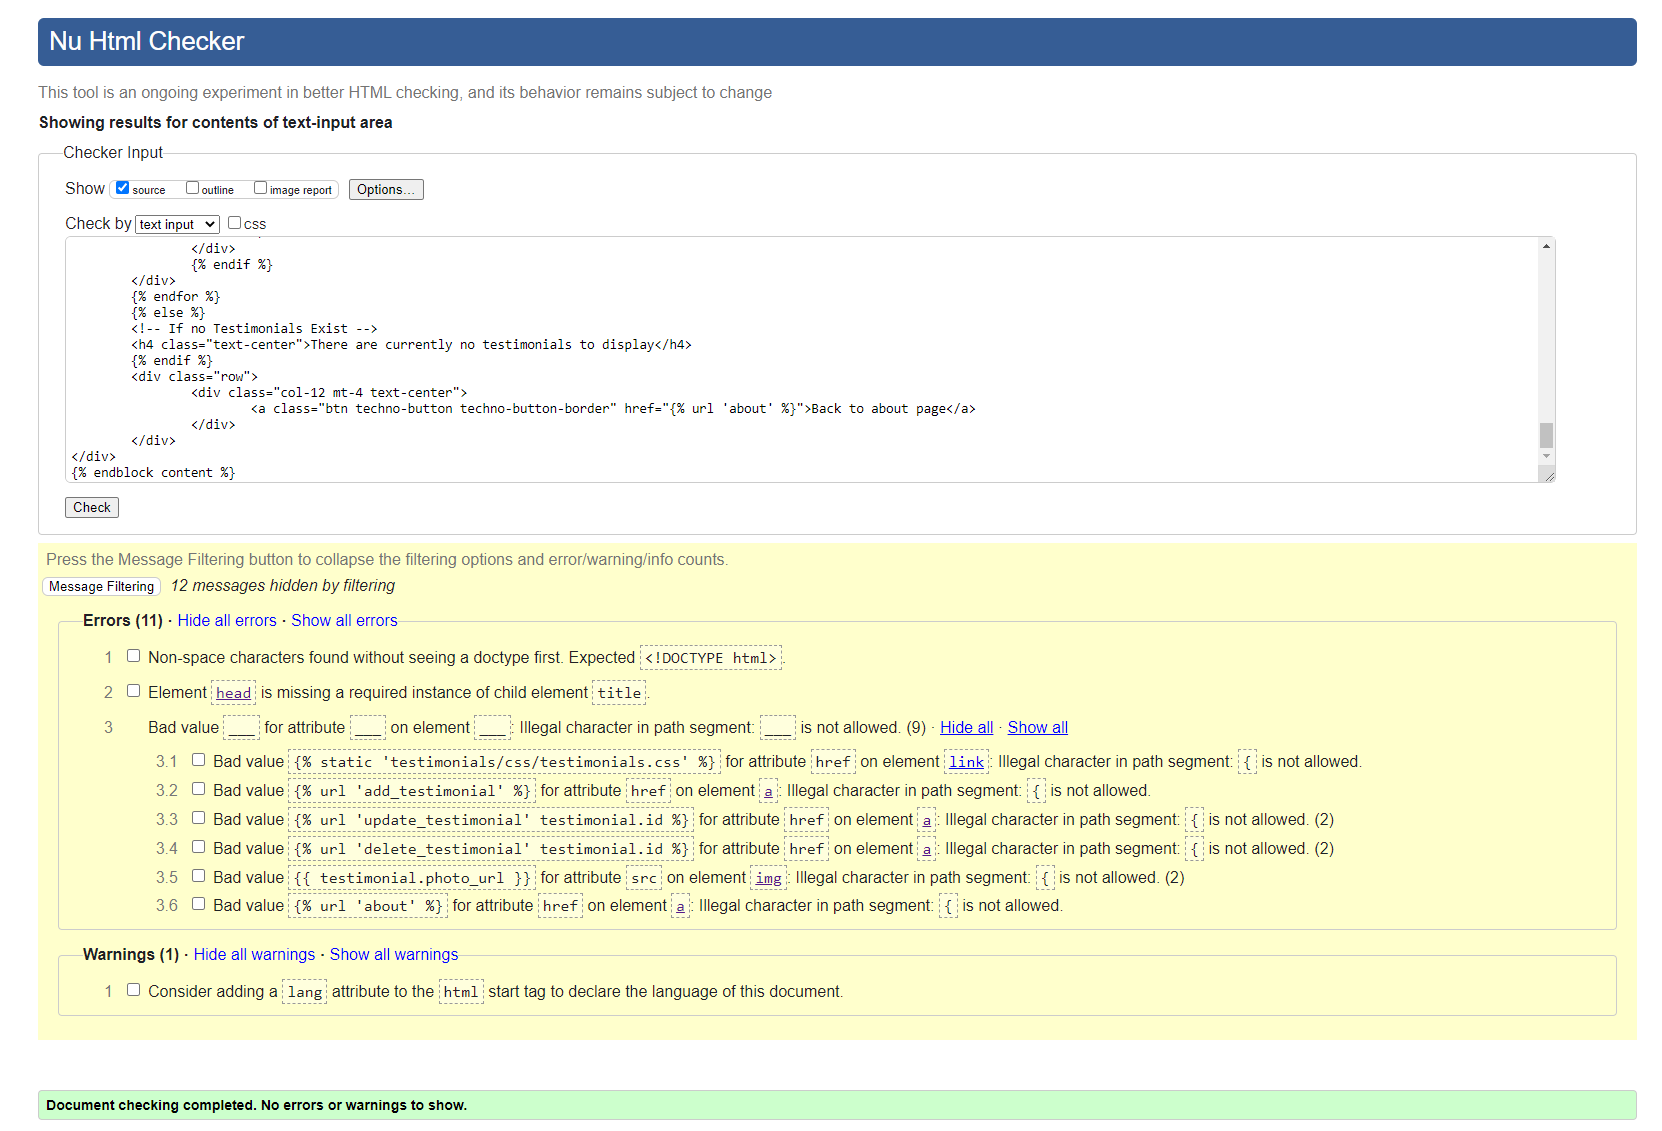 Nu Html Checker
This tool is an ongoing experiment in better HTML checking, and its behavior remains subject to change
Showing results for contents of text-input area
Checker Input
Show source outline image report Options...
Check by text input css
</div>
{% endif %}
</div>
{% endfor %}
{% else %}
<!-- If no Testimonials Exist -->
<h4 class="text-center">There are currently no testimonials to display</h4>
{% endif %}
<div class="row">
<div class="col-12 mt-4 text-center">
<a class="btn techno-button techno-button-border" href="{% url 'about' %}">Back to about page</a>
</div>
</div>
</div>
{% endblock content %}
Check
Press the Message Filtering button to collapse the filtering options and error/warning/info counts.
Message Filtering 12 messages hidden by filtering
Errors (11) · Hide all errors · Show all errors
1 Non-space characters found without seeing a doctype first. Expected <!DOCTYPE html>.
2 Element head is missing a required instance of child element title.
3 Bad value ___ for attribute ___ on element ___: Illegal character in path segment: ___ is not allowed. (9) · Hide all · Show all
3.1 Bad value {% static 'testimonials/css/testimonials.css' %} for attribute href on element link: Illegal character in path segment: { is not allowed.
3.2 Bad value {% url 'add_testimonial' %} for attribute href on element a: Illegal character in path segment: { is not allowed.
3.3 Bad value {% url 'update_testimonial' testimonial.id %} for attribute href on element a: Illegal character in path segment: { is not allowed. (2)
3.4 Bad value {% url 'delete_testimonial' testimonial.id %} for attribute href on element a: Illegal character in path segment: { is not allowed. (2)
3.5 Bad value {{ testimonial.photo_url }} for attribute src on element img: Illegal character in path segment: { is not allowed. (2)
3.6 Bad value {% url 'about' %} for attribute href on element a: Illegal character in path segment: { is not allowed.
Warnings (1) · Hide all warnings · Show all warnings
1 Consider adding a lang attribute to the html start tag to declare the language of this document.
Document checking completed. No errors or warnings to show.